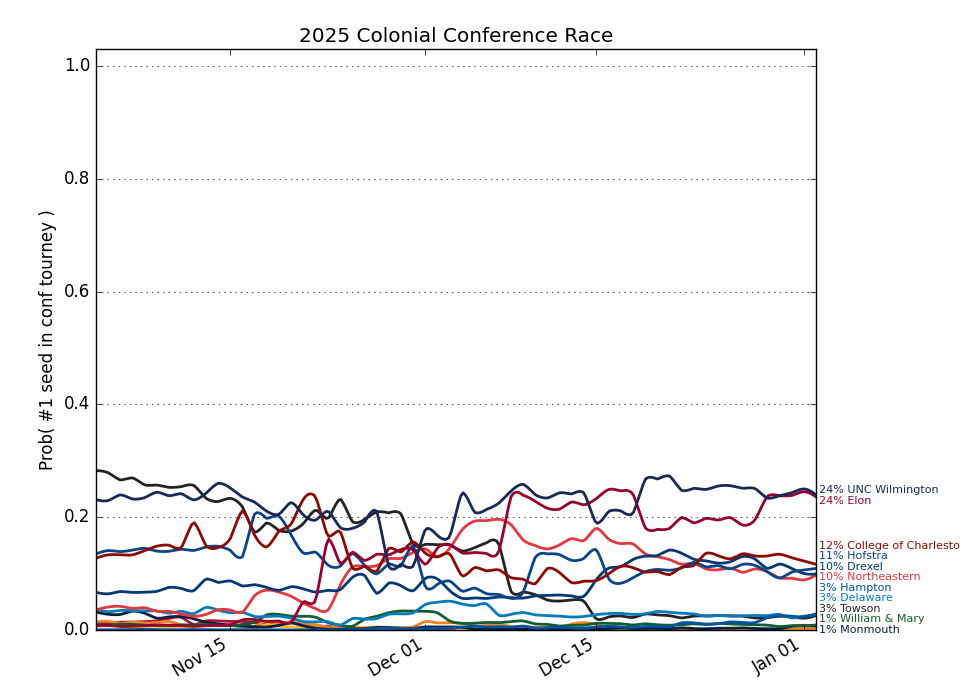 2025 Colonial Conference Race
Prob( #1 seed in conf tourney )
1.0
0.8
0.6
0.4
0.2
0.0
Nov 15
Dec 01
Dec 15
Jan 01
24% UNC Wilmington
24% Elon
12% College of Charlesto
11% Hofstra
10% Drexel
10% Northeastern
3% Hampton
3% Delaware
3% Towson
1% William & Mary
1% Monmouth